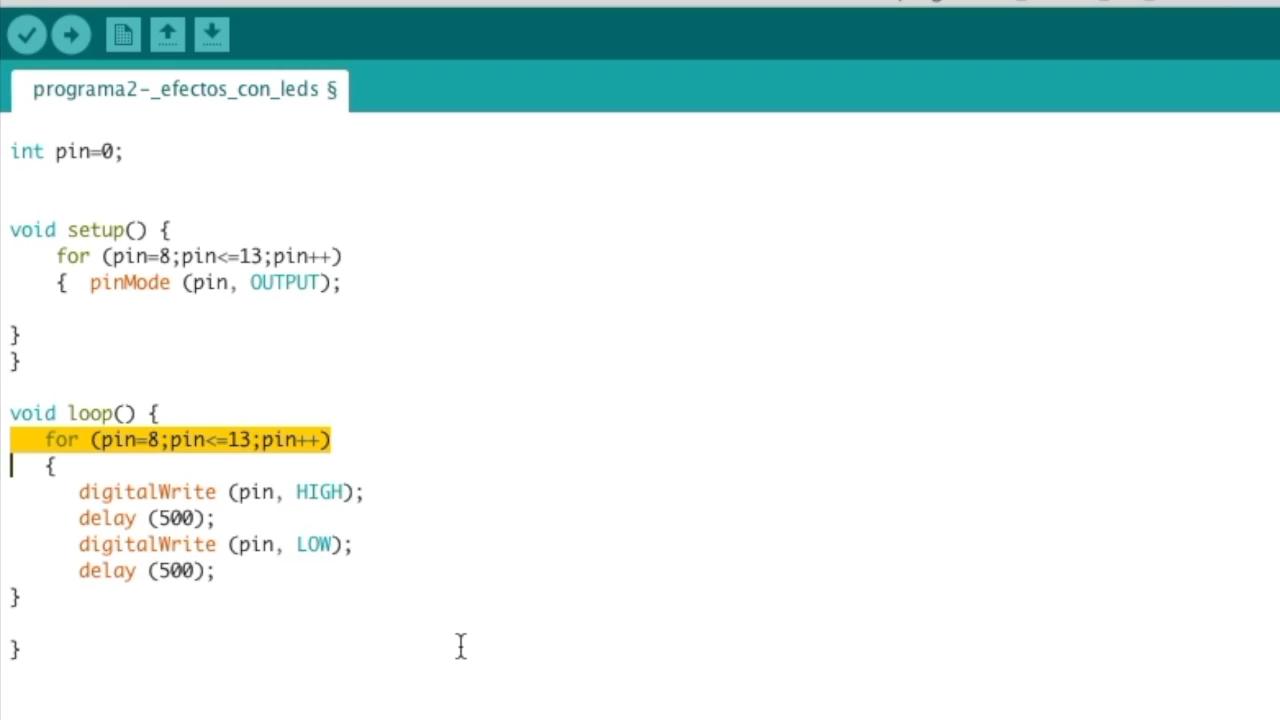 programa2-_efectos_con_leds §
int pin=0;
void setup() {
for (pin=8;pin<=13;pin++)
{ pinMode (pin, OUTPUT);
}
}
void loop() {
for (pin=8;pin<=13;pin++)
{
digitalWrite (pin, HIGH);
delay (500);
digitalWrite (pin, LOW);
delay (500);
}
}